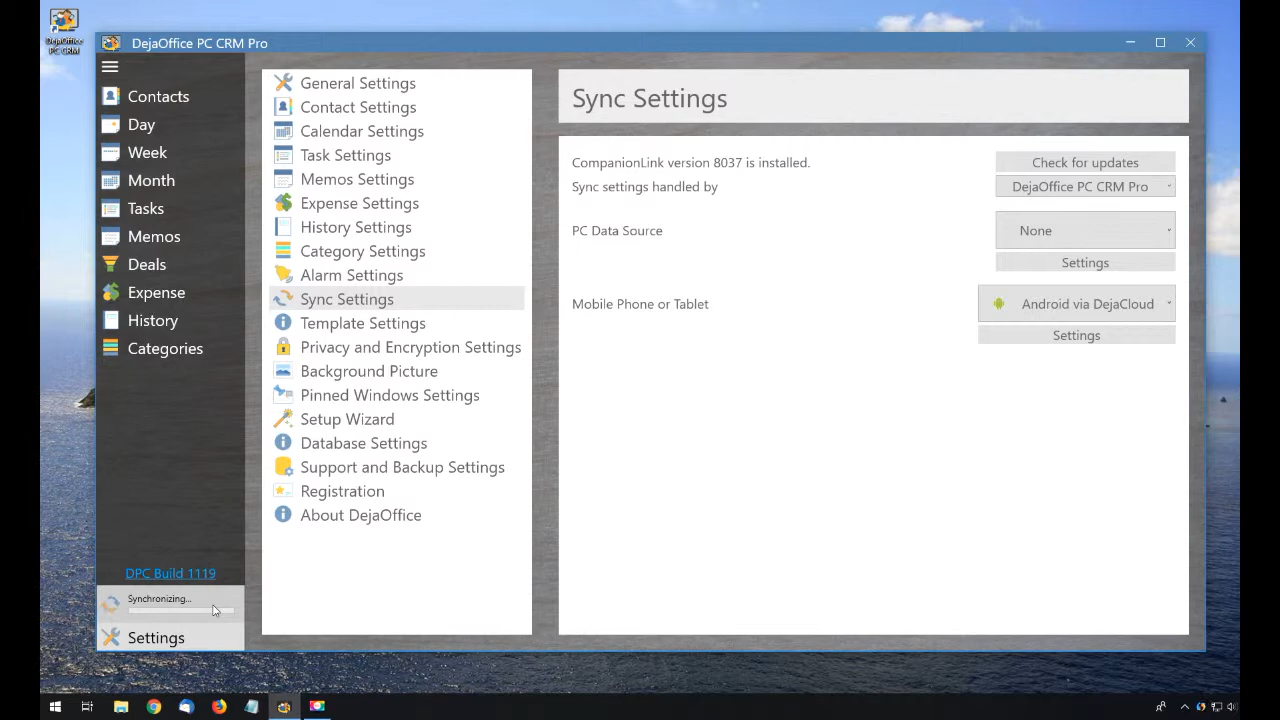 DejaOffice
PC CRM
DejaOffice PC CRM Pro
Contacts
Day
Week
Month
Tasks
Memos
Deals
Expense
History
Categories
DPC Build 1119
Synchronizing...
Settings
General Settings
Contact Settings
Calendar Settings
Task Settings
Memos Settings
Expense Settings
History Settings
Category Settings
Alarm Settings
Sync Settings
Template Settings
Privacy and Encryption Settings
Background Picture
Pinned Windows Settings
Setup Wizard
Database Settings
Support and Backup Settings
Registration
About DejaOffice
Sync Settings
CompanionLink version 8037 is installed.
Check for updates
Sync settings handled by
DejaOffice PC CRM Pro
PC Data Source
None
Settings
Mobile Phone or Tablet
Android via DejaCloud
Settings